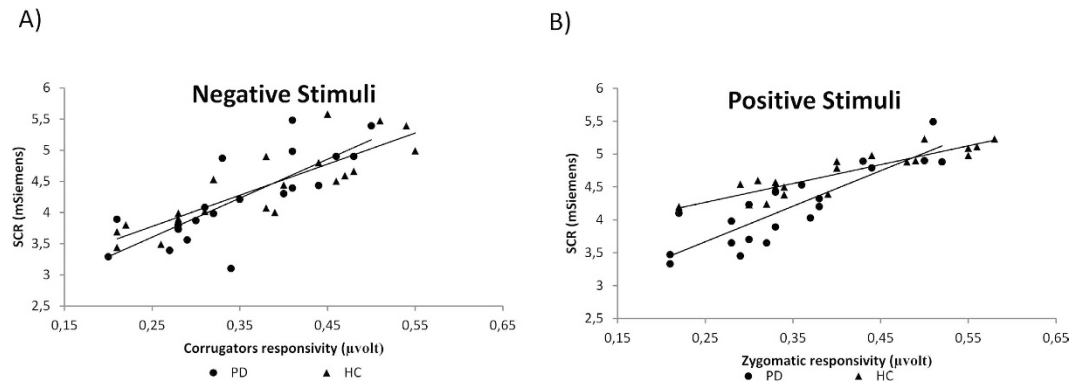 A)
Negative Stimuli
SCR (mSiemens)
6
5,5
5
4,5
4
3,5
3
2,5
0,15 0,25 0,35 0,45 0,55 0,65
Corrugators responsivity (μvolt)
PD HC
B)
Positive Stimuli
SCR (mSiemens)
6
5,5
5
4,5
4
3,5
3
2,5
0,15 0,25 0,35 0,45 0,55 0,65
Zygomatic responsivity (μvolt)
PD HC